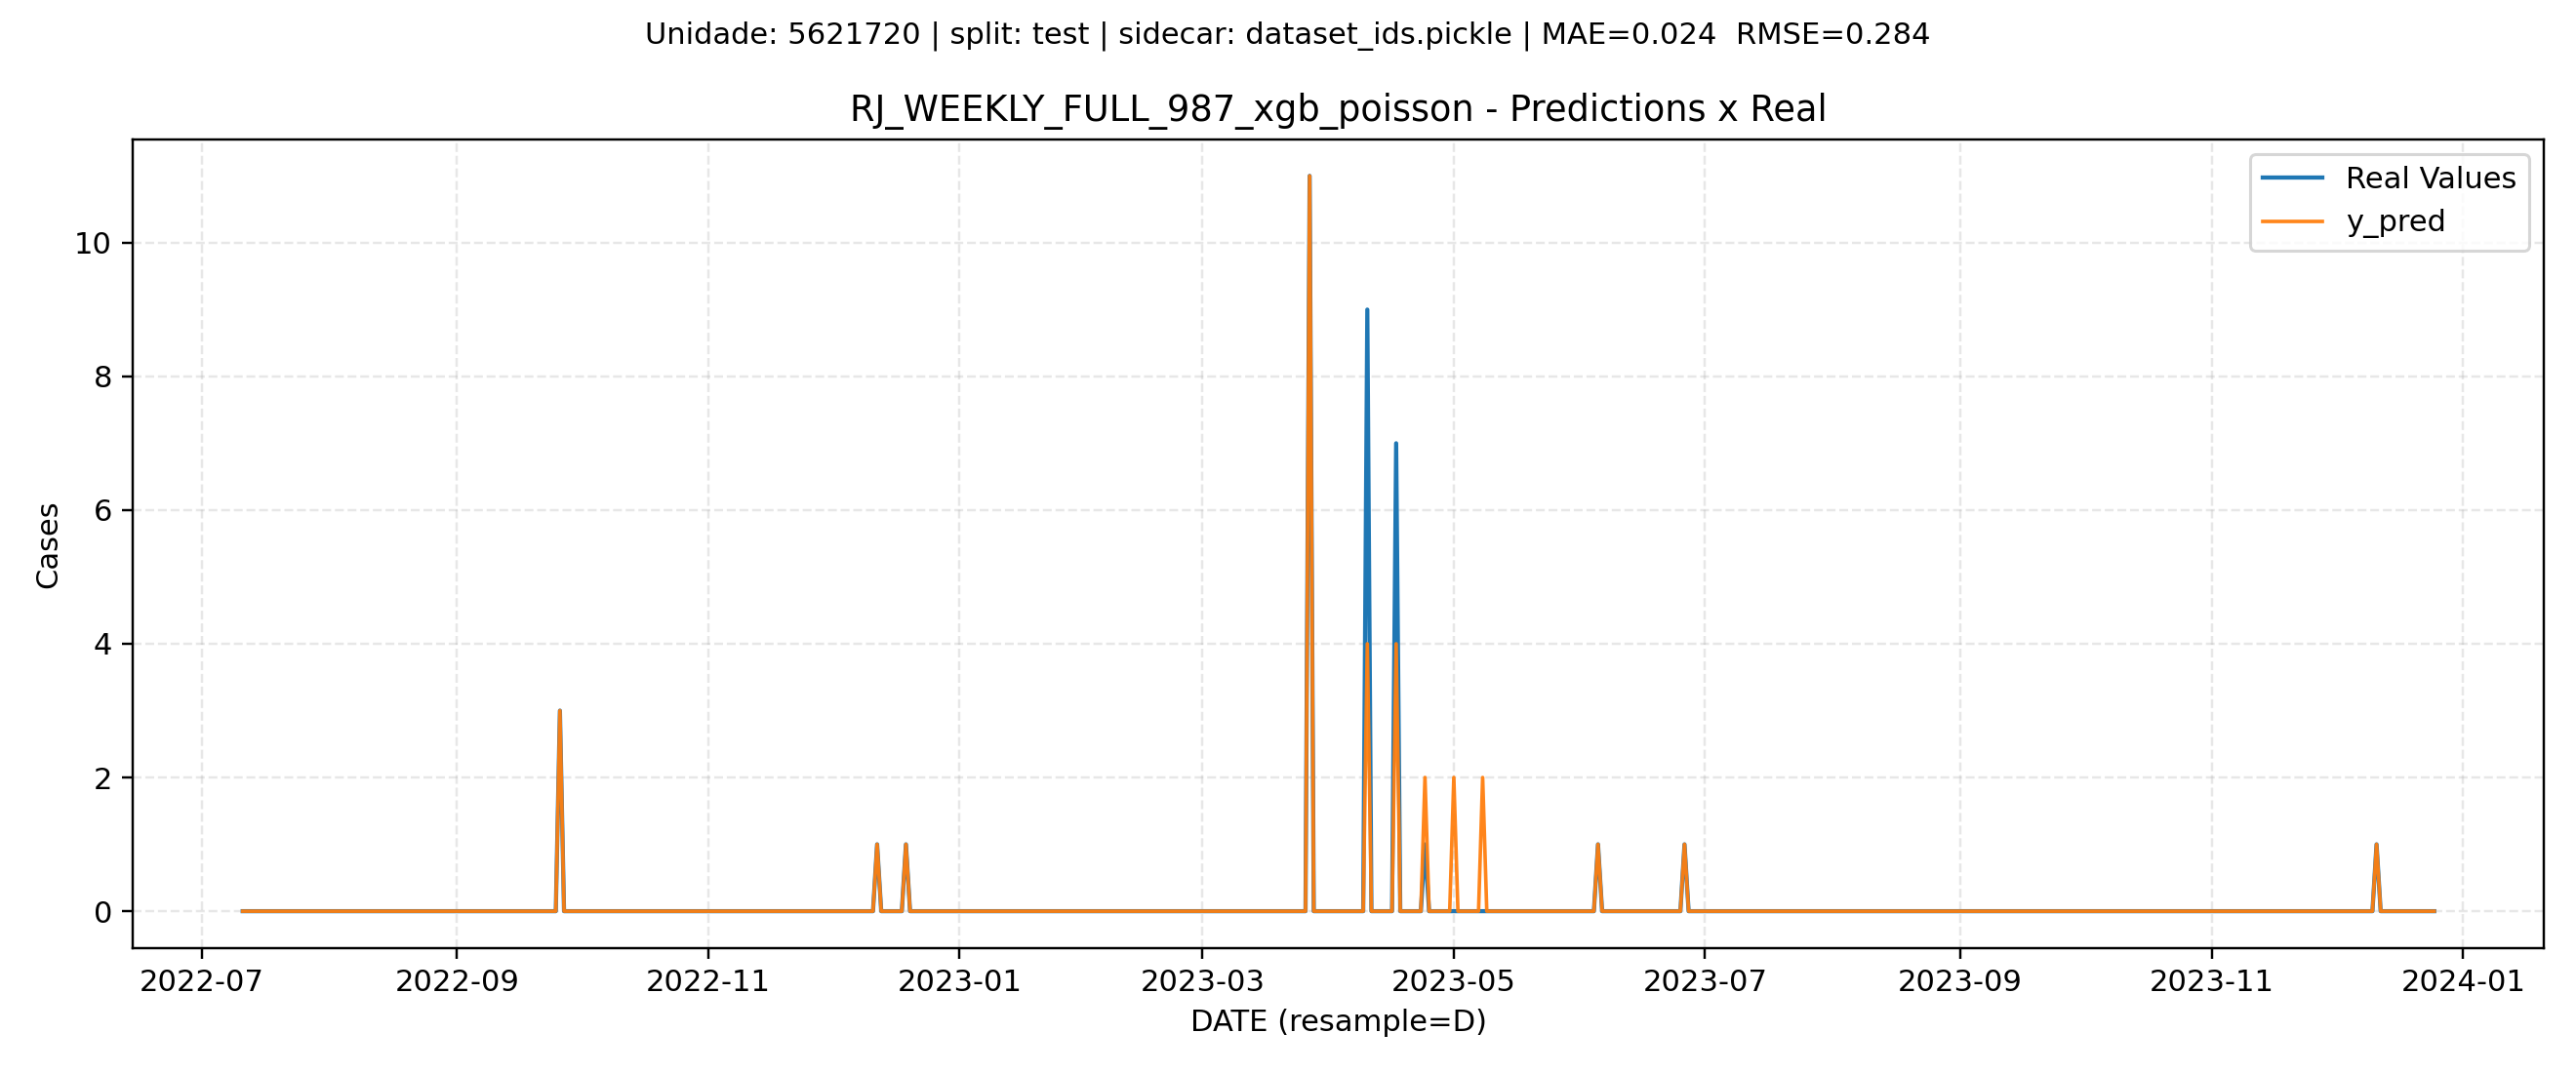 Unidade: 5621720 | split: test | sidecar: dataset_ids.pickle | MAE=0.024  RMSE=0.284
RJ_WEEKLY_FULL_987_xgb_poisson - Predictions x Real
Real Values
y_pred
10
8
6
4
2
0
Cases
2022-07
2022-09
2022-11
2023-01
2023-03
2023-05
2023-07
2023-09
2023-11
2024-01
DATE (resample=D)